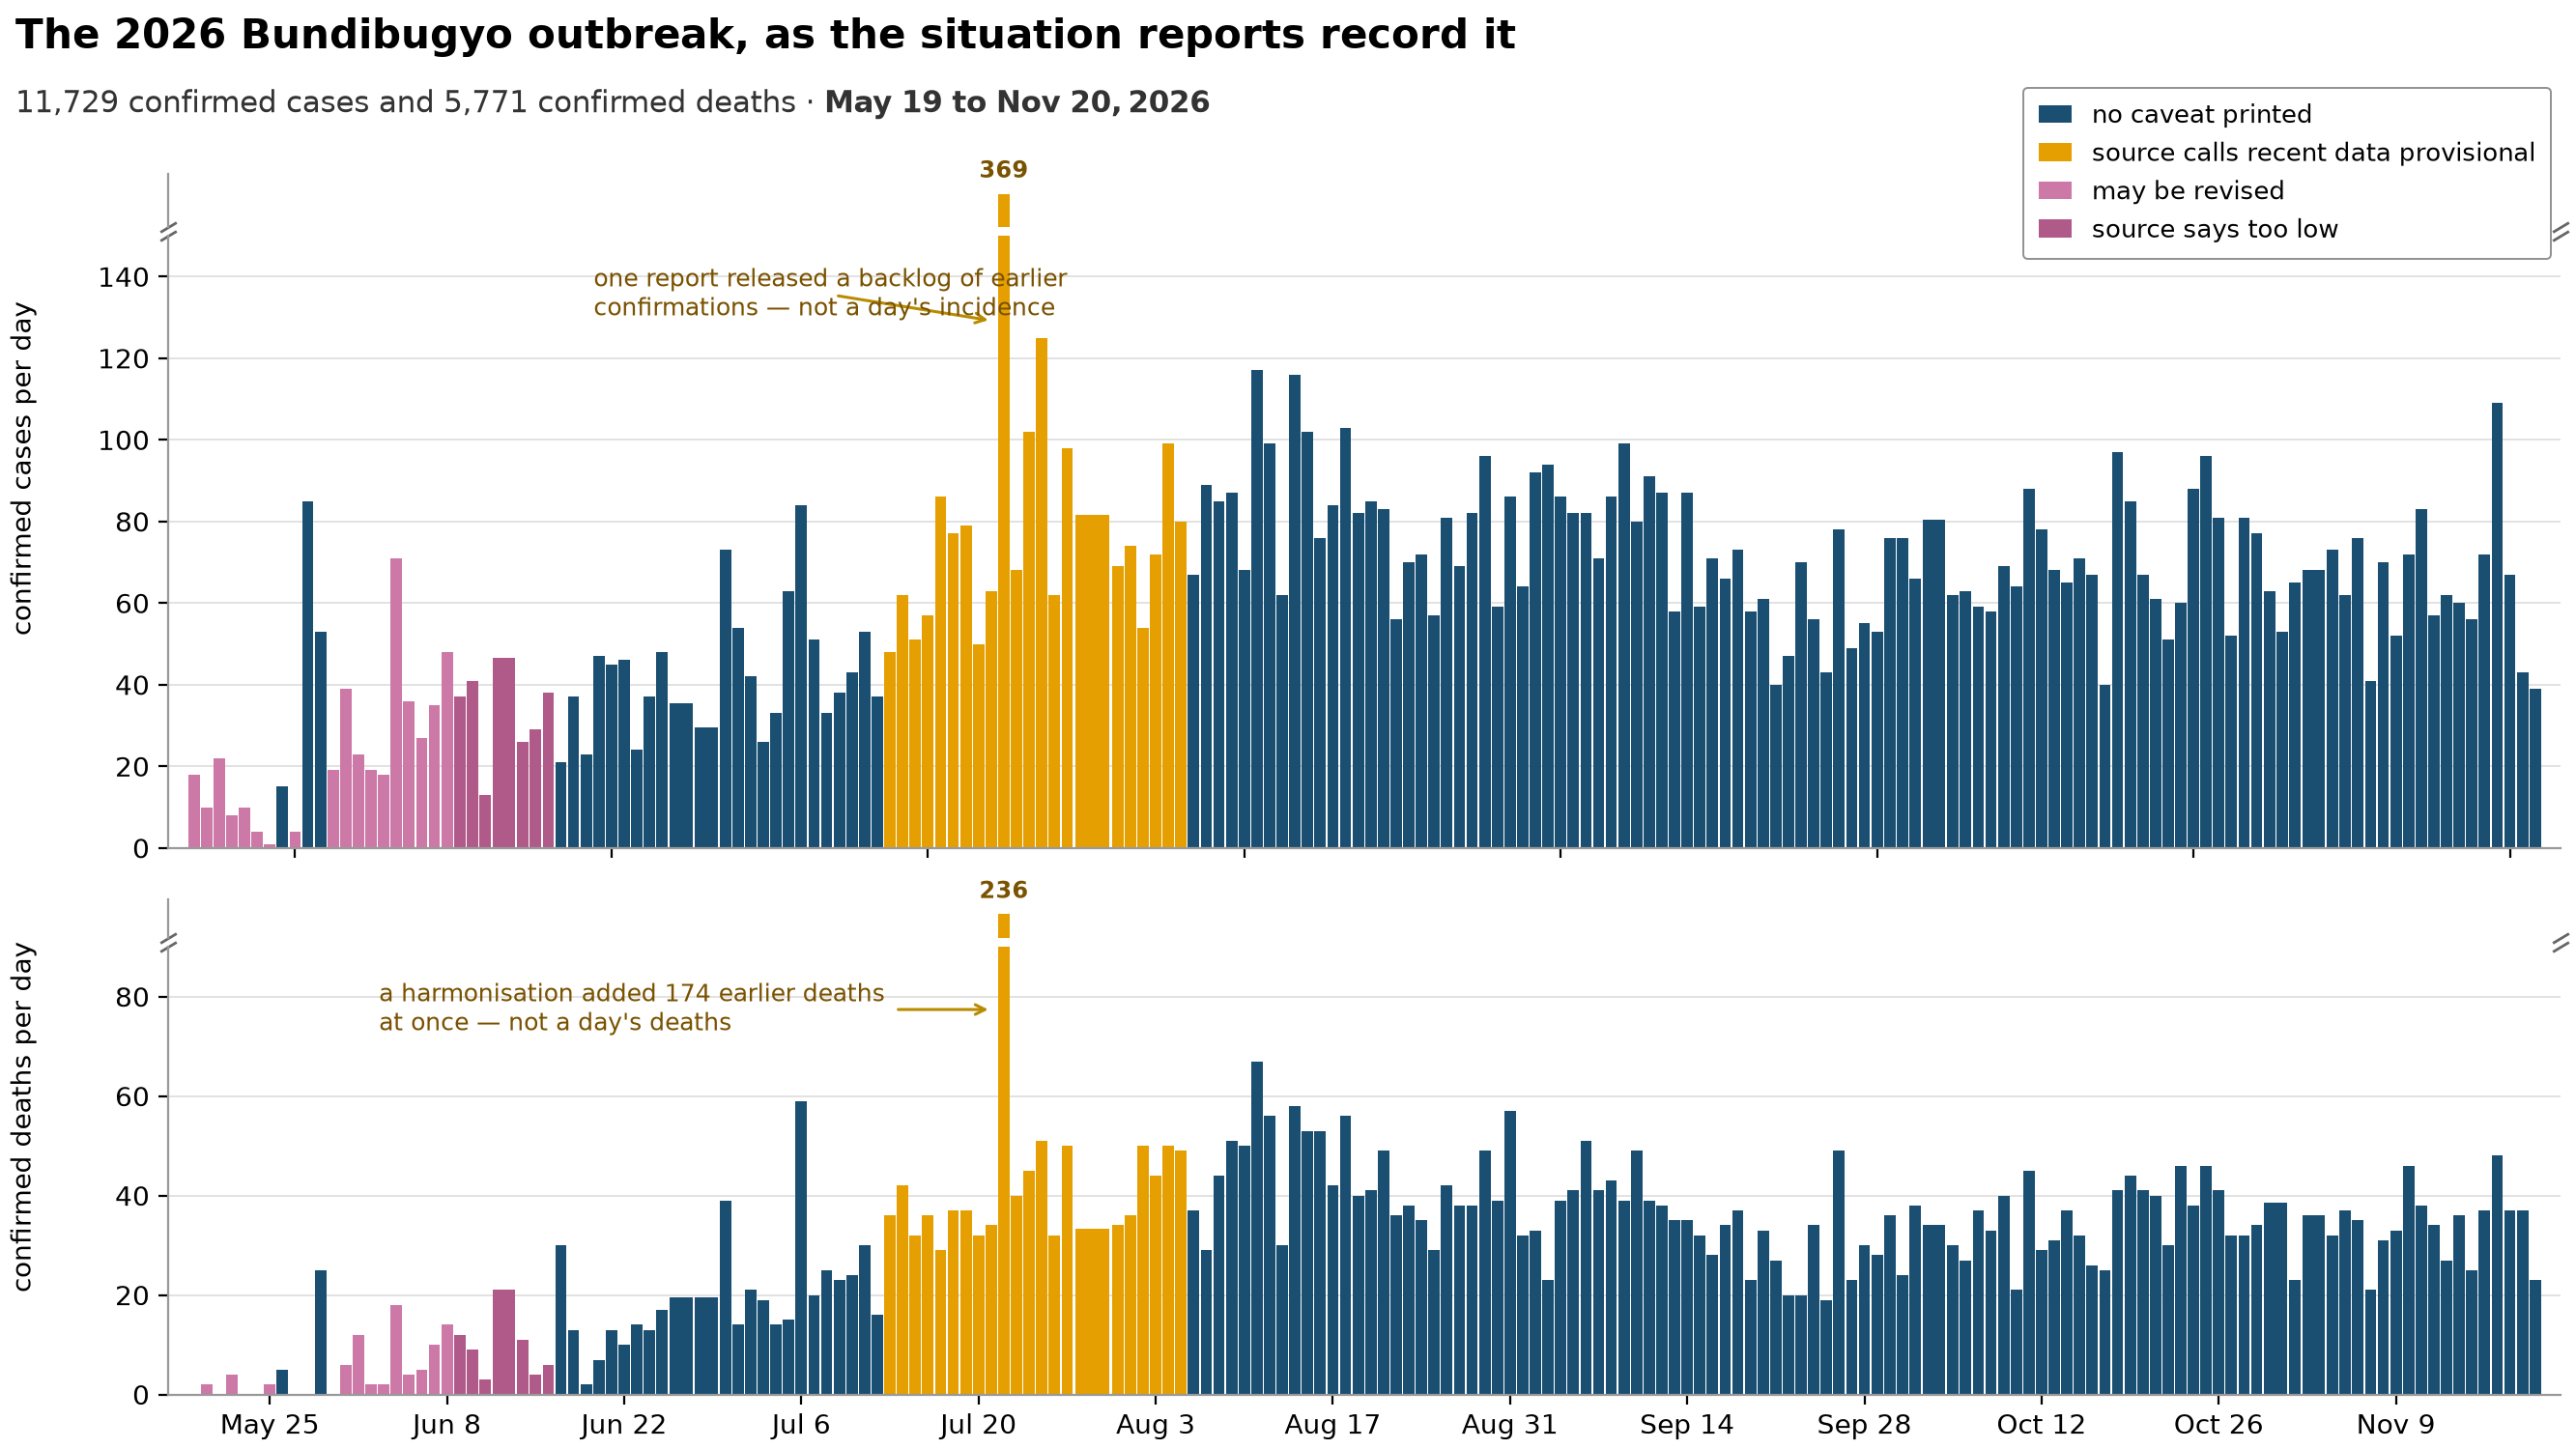 The 2026 Bundibugyo outbreak, as the situation reports record it
11,729 confirmed cases and 5,771 confirmed deaths · May 19 to Nov 20, 2026
no caveat printed
source calls recent data provisional
may be revised
source says too low
369
one report released a backlog of earlier
confirmations — not a day's incidence
confirmed cases per day
140
120
100
80
60
40
20
0
236
a harmonisation added 174 earlier deaths
at once — not a day's deaths
confirmed deaths per day
80
60
40
20
0
May 25 Jun 8 Jun 22 Jul 6 Jul 20 Aug 3 Aug 17 Aug 31 Sep 14 Sep 28 Oct 12 Oct 26 Nov 9